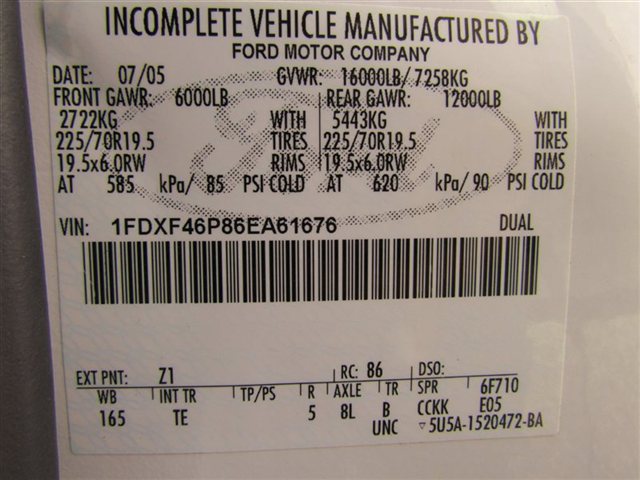 INCOMPLETE VEHICLE MANUFACTURED BY
FORD MOTOR COMPANY
DATE: 07/05 GVWR: 16000LB/ 7258KG
FRONT GAWR: 6000LB REAR GAWR: 12000LB
2722KG WITH 5443KG WITH
225/70R19.5 TIRES 225/70R19.5 TIRES
19.5x6.0RW RIMS 19.5x6.0RW RIMS
AT 585 kPa/ 85 PSI COLD AT 620 kPa/ 90 PSI COLD
VIN: 1FDXF46P86EA61676 DUAL
EXT PNT: Z1 RC: 86 DSO:
WB INT TR TP/PS R AXLE TR SPR 6F710
165 TE 5 8L B CCKK E05
UNC ▿5U5A-1520472-BA